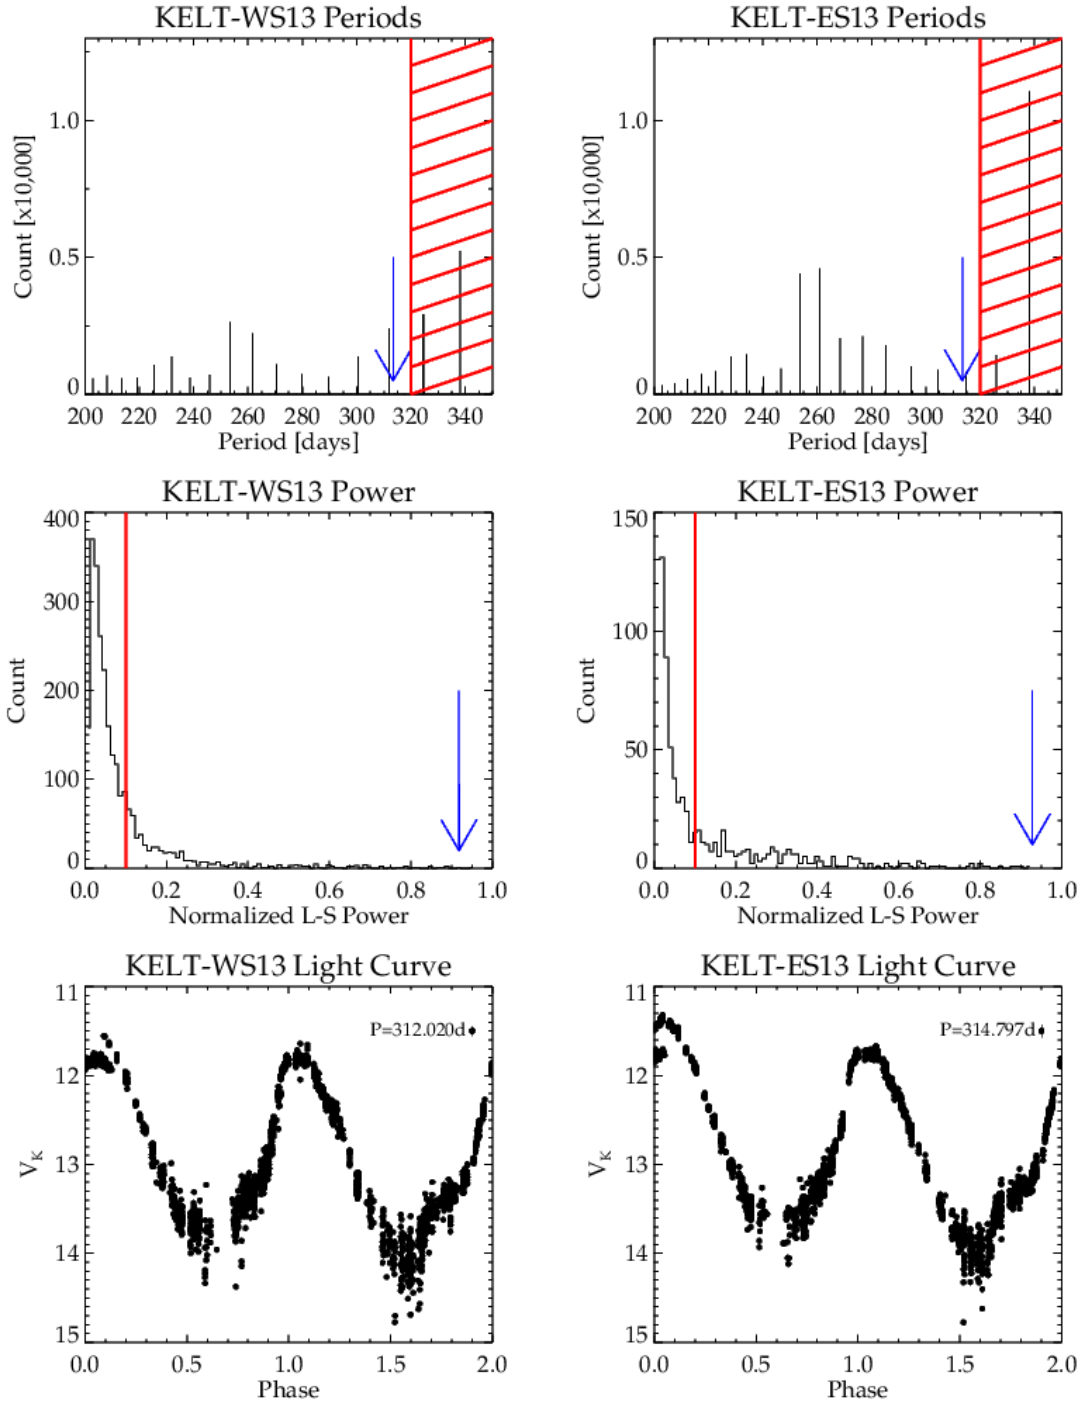 KELT-WS13 Periods
KELT-ES13 Periods
Count [x10,000]
1.0
0.5
0
200 220 240 260 280 300 320 340
Period [days]
Count [x10,000]
1.0
0.5
0
200 220 240 260 280 300 320 340
Period [days]
KELT-WS13 Power
KELT-ES13 Power
Count
400
300
200
100
0
0.0 0.2 0.4 0.6 0.8 1.0
Normalized L-S Power
Count
150
100
50
0
0.0 0.2 0.4 0.6 0.8 1.0
Normalized L-S Power
KELT-WS13 Light Curve
KELT-ES13 Light Curve
VK
11
12
13
14
15
P=312.020d
0.0 0.5 1.0 1.5 2.0
Phase
VK
11
12
13
14
15
P=314.797d
0.0 0.5 1.0 1.5 2.0
Phase